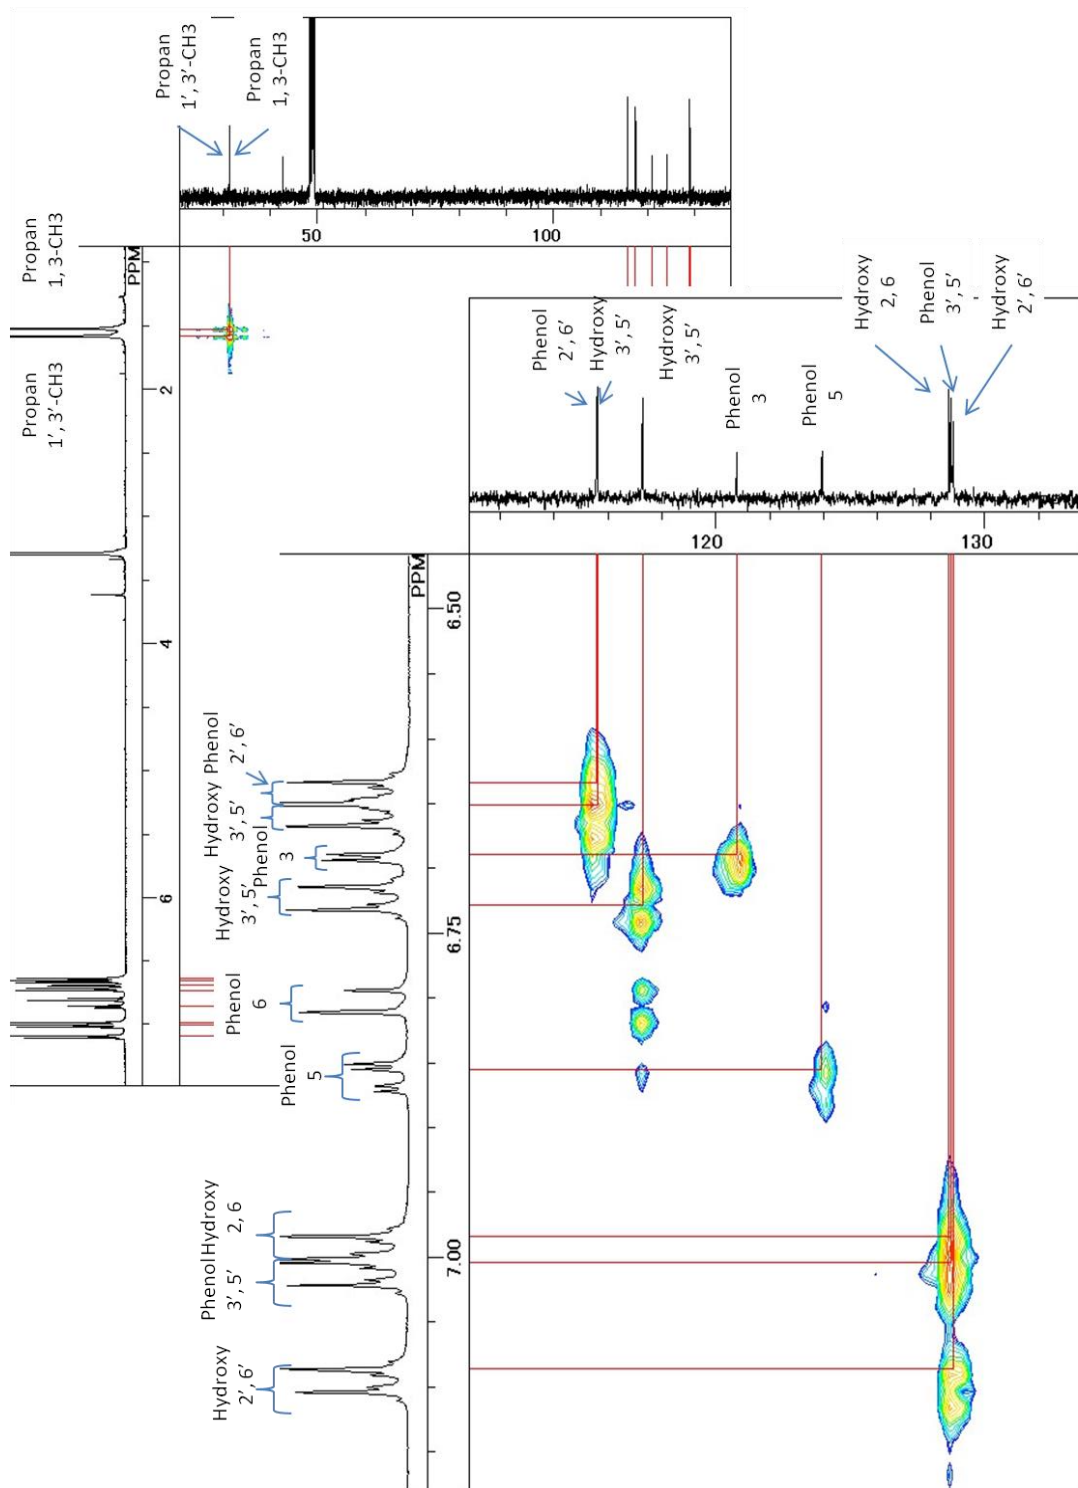 Propan
1', 3'-CH3
Propan
1, 3-CH3
50
100
Propan
1, 3-CH3
Propan
1', 3'-CH3
PPM
2
4
6
Hydroxy
2, 6
Phenol
3', 5'
Hydroxy
2', 6'
Phenol
2', 6'
Hydroxy
3', 5'
Hydroxy
3', 5'
Phenol
3
Phenol
5
120
130
PPM
6.50
6.75
7.00
Phenol
2', 6'
Hydroxy
3', 5'
Phenol
3
Hydroxy
3', 5'
Phenol
6
Phenol
5
Hydroxy
2, 6
Phenol
3', 5'
Hydroxy
2', 6'